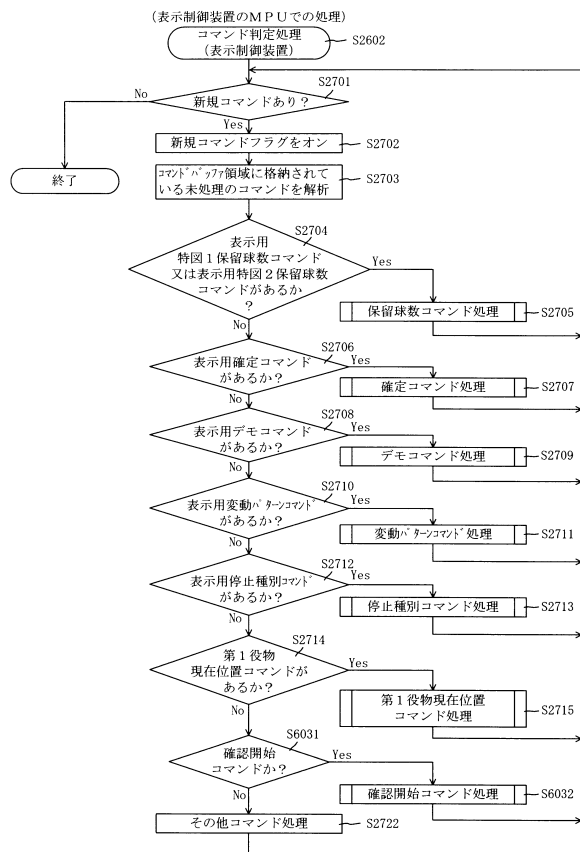 (表示制御装置のMPUでの処理)
コマンド判定処理
(表示制御装置)
S2602
S2701
No
新規コマンドあり?
Yes
新規コマンドフラグをオン
S2702
終了
コマンドバッファ領域に格納されて
いる未処理のコマンドを解析
S2703
S2704
表示用
特図1保留球数コマンド
又は表示用特図2保留球数
コマンドがあるか
?
Yes
保留球数コマンド処理
S2705
No
S2706
表示用確定コマンド
があるか?
Yes
確定コマンド処理
S2707
No
S2708
表示用デモコマンド
があるか?
Yes
デモコマンド処理
S2709
No
S2710
表示用変動パターンコマンド
があるか?
Yes
変動パターンコマンド処理
S2711
No
S2712
表示用停止種別コマンド
があるか?
Yes
停止種別コマンド処理
S2713
No
S2714
第1役物
現在位置コマンドが
あるか?
Yes
第1役物現在位置
コマンド処理
S2715
No
S6031
確認開始
コマンドか?
Yes
確認開始コマンド処理
S6032
No
その他コマンド処理
S2722